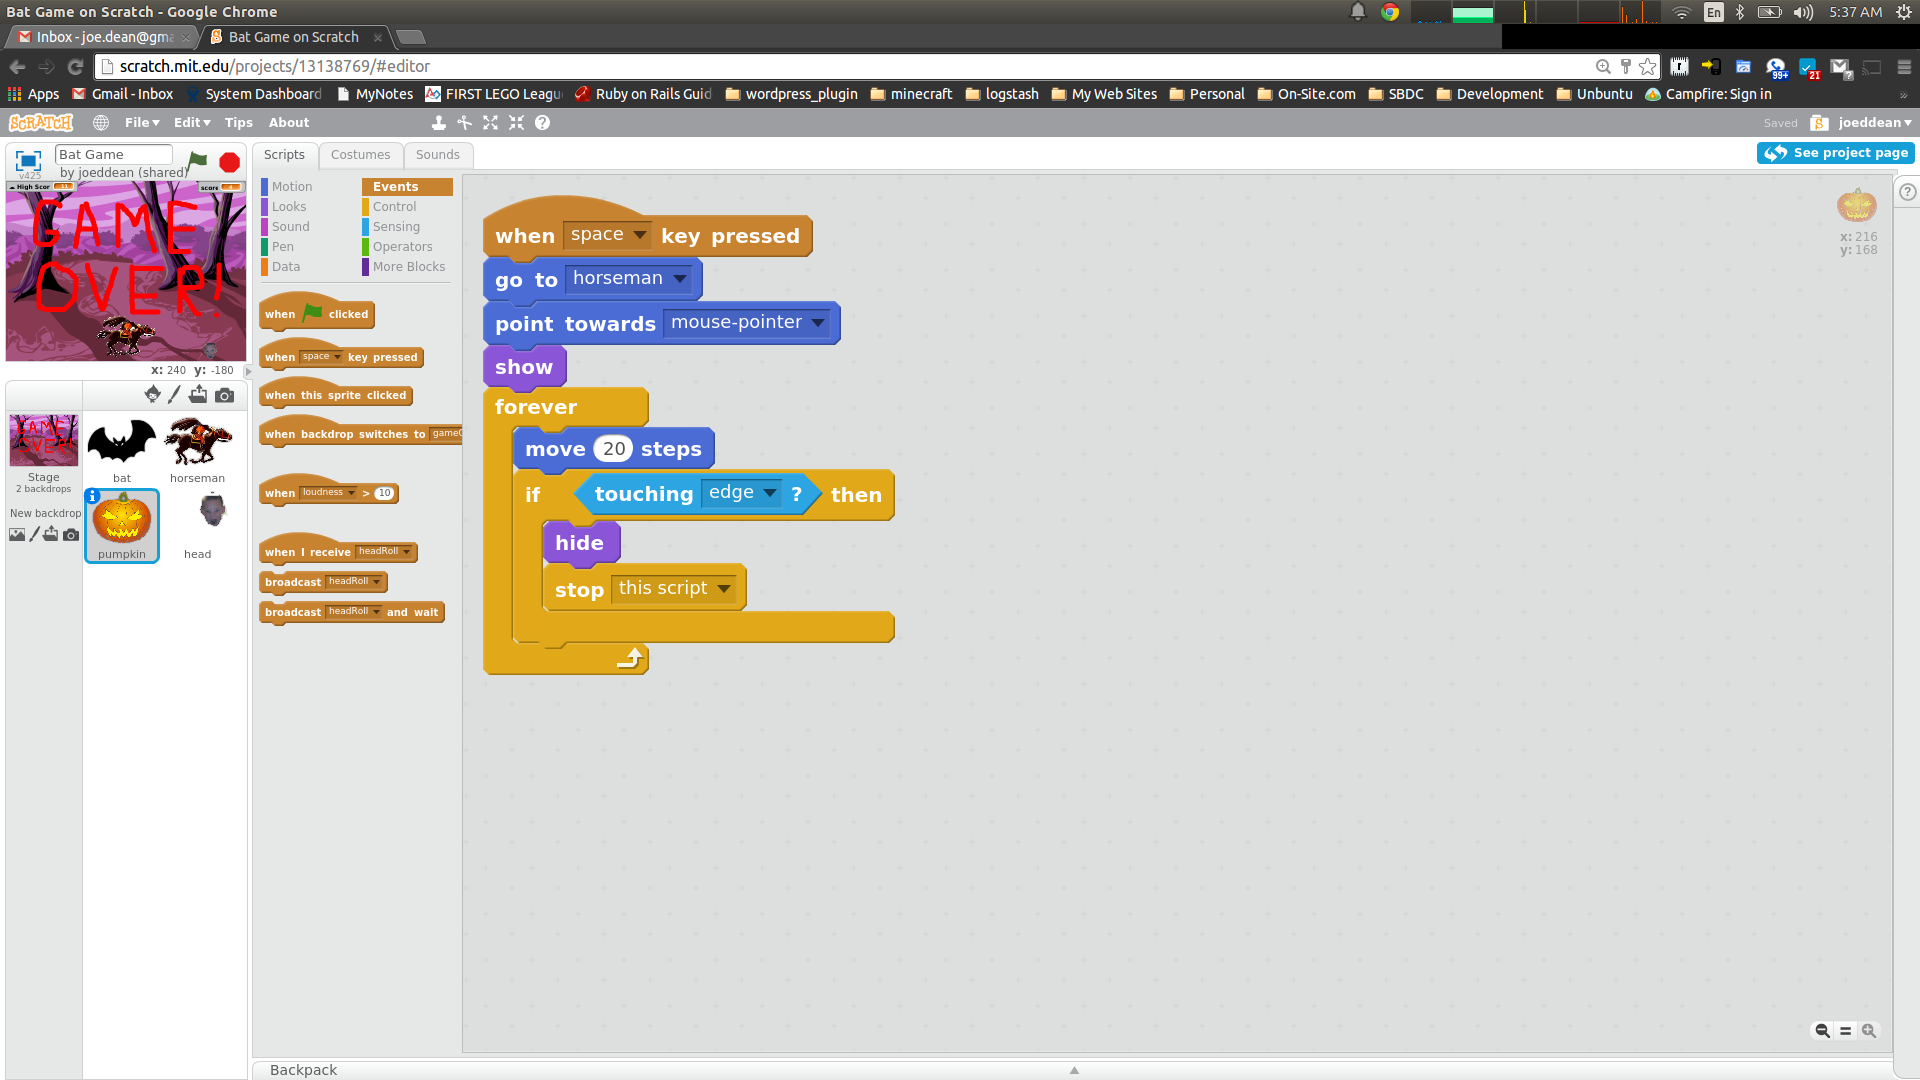 Bat Game on Scratch - Google Chrome
En
5:37 AM
Inbox - joe.dean@gma
Bat Game on Scratch
scratch.mit.edu/projects/13138769/#editor
99+
21
?
Apps
Gmail - Inbox
System Dashboard
MyNotes
FIRST LEGO Leagu
Ruby on Rails Guid
wordpress_plugin
minecraft
logstash
My Web Sites
Personal
On-Site.com
SBDC
Development
Unbuntu
Campfire: Sign in
»
SCRATCH
File
Edit
Tips
About
?
Saved
joeddean
v425
Bat Game
by joeddean (shared)
Scripts
Costumes
Sounds
See project page
High Scor
score
GAME
OVER!
x: 240 y: -180
Motion
Looks
Sound
Pen
Data
Events
Control
Sensing
Operators
More Blocks
when clicked
when space key pressed
when this sprite clicked
when backdrop switches to game
when loudness > 10
when I receive headRoll
broadcast headRoll
broadcast headRoll and wait
when space key pressed
go to horseman
point towards mouse-pointer
show
forever
move 20 steps
if touching edge ? then
hide
stop this script
x: 216
y: 168
?
Stage
2 backdrops
New backdrop
bat
horseman
i
pumpkin
head
Backpack